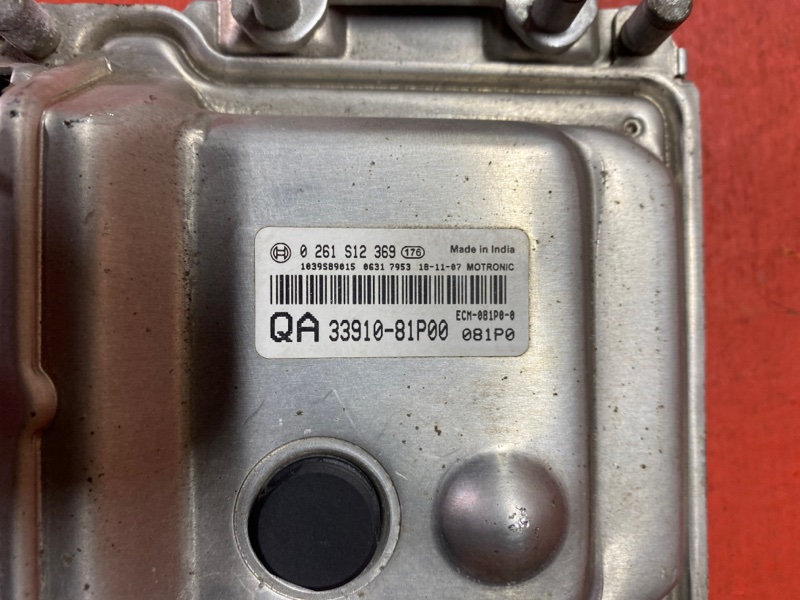 0 261 S12 369 176 Made in India
1039S89015 0631 7953 18-11-07 MOTRONIC
ECM-081P0-0
QA 33910-81P00 081P0